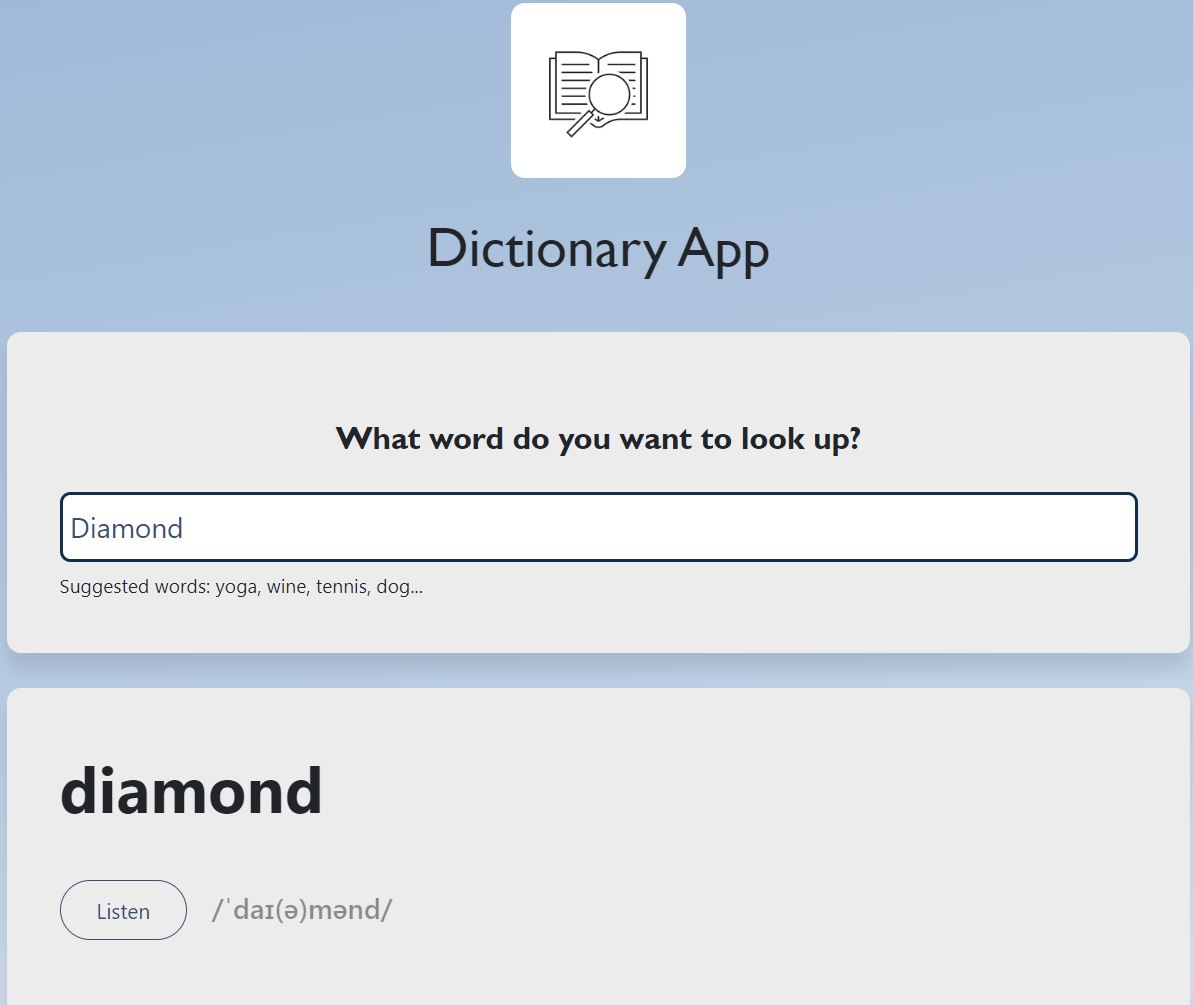 Dictionary App
What word do you want to look up?
Diamond
Suggested words: yoga, wine, tennis, dog...
diamond
Listen /ˈdaɪ(ə)mənd/